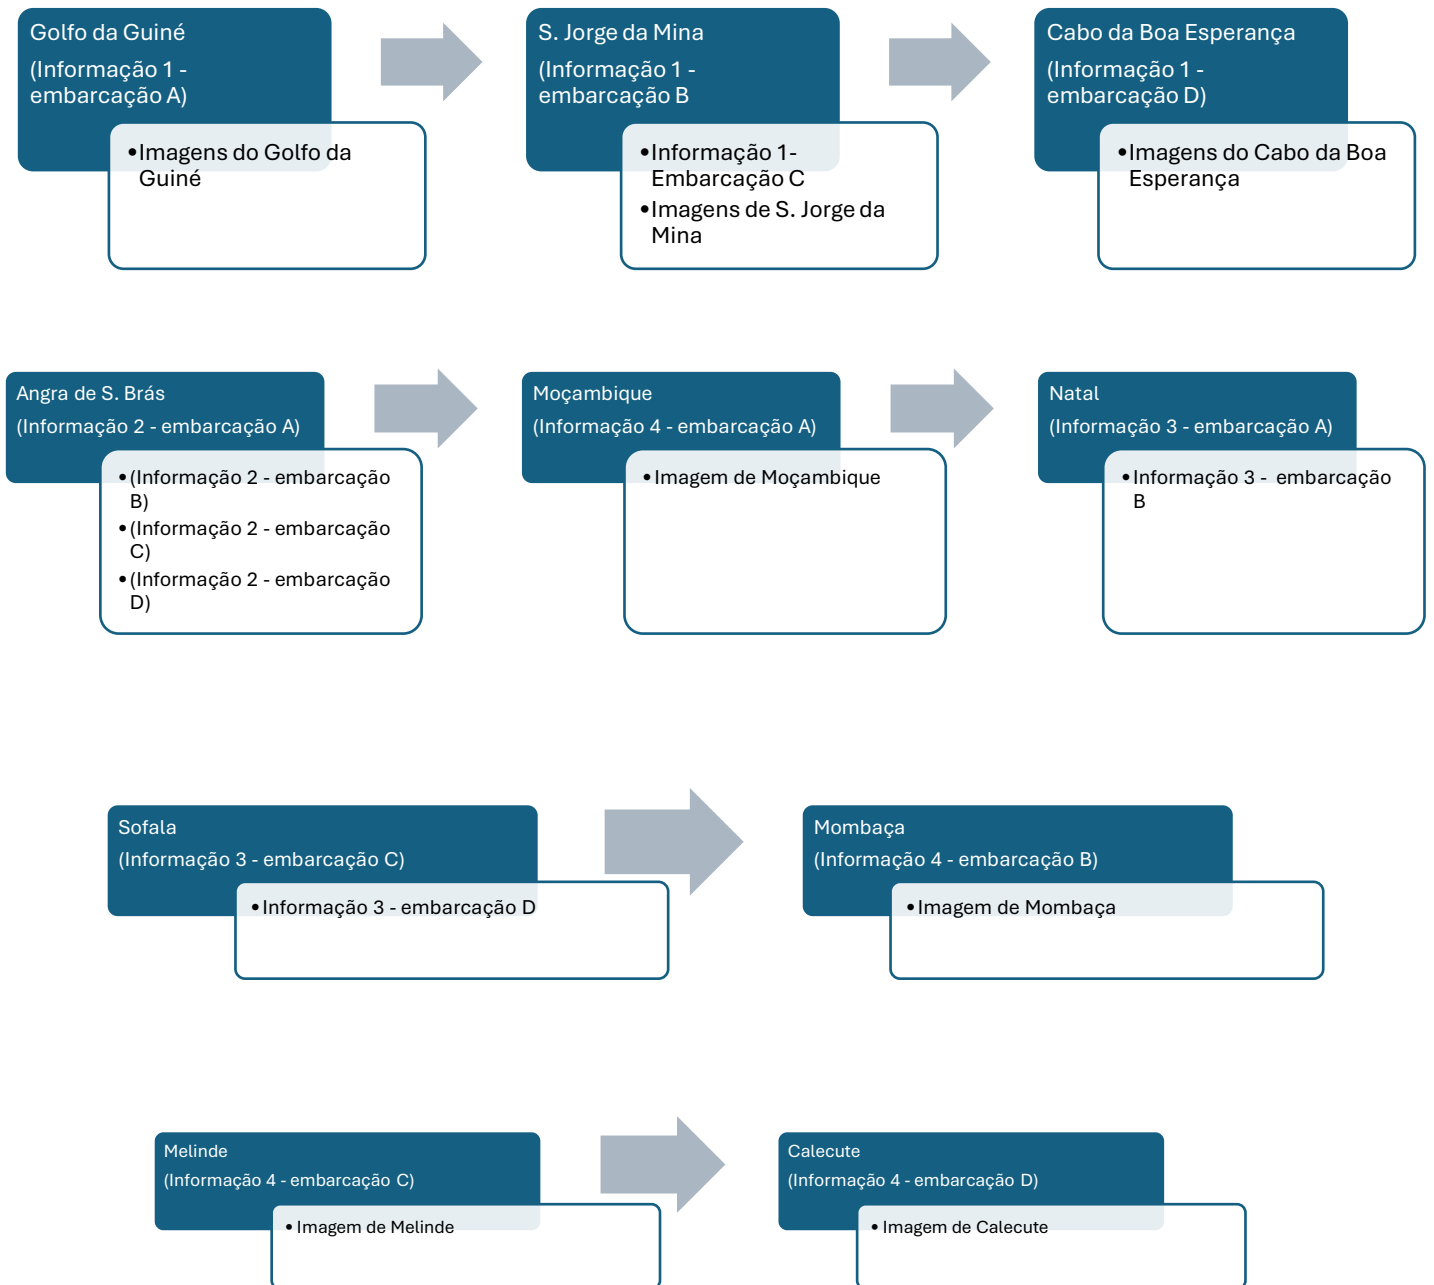 Golfo da Guiné
(Informação 1 -
embarcação A)
•Imagens do Golfo da
Guiné
S. Jorge da Mina
(Informação 1 -
embarcação B
•Informação 1-
Embarcação C
•Imagens de S. Jorge da
Mina
Cabo da Boa Esperança
(Informação 1 -
embarcação D)
•Imagens do Cabo da Boa
Esperança
Angra de S. Brás
(Informação 2 - embarcação A)
•(Informação 2 - embarcação
B)
•(Informação 2 - embarcação
C)
•(Informação 2 - embarcação
D)
Moçambique
(Informação 4 - embarcação A)
•Imagem de Moçambique
Natal
(Informação 3 - embarcação A)
•Informação 3 - embarcação
B
Sofala
(Informação 3 - embarcação C)
•Informação 3 - embarcação D
Mombaça
(Informação 4 - embarcação B)
•Imagem de Mombaça
Melinde
(Informação 4 - embarcação C)
•Imagem de Melinde
Calecute
(Informação 4 - embarcação D)
•Imagem de Calecute